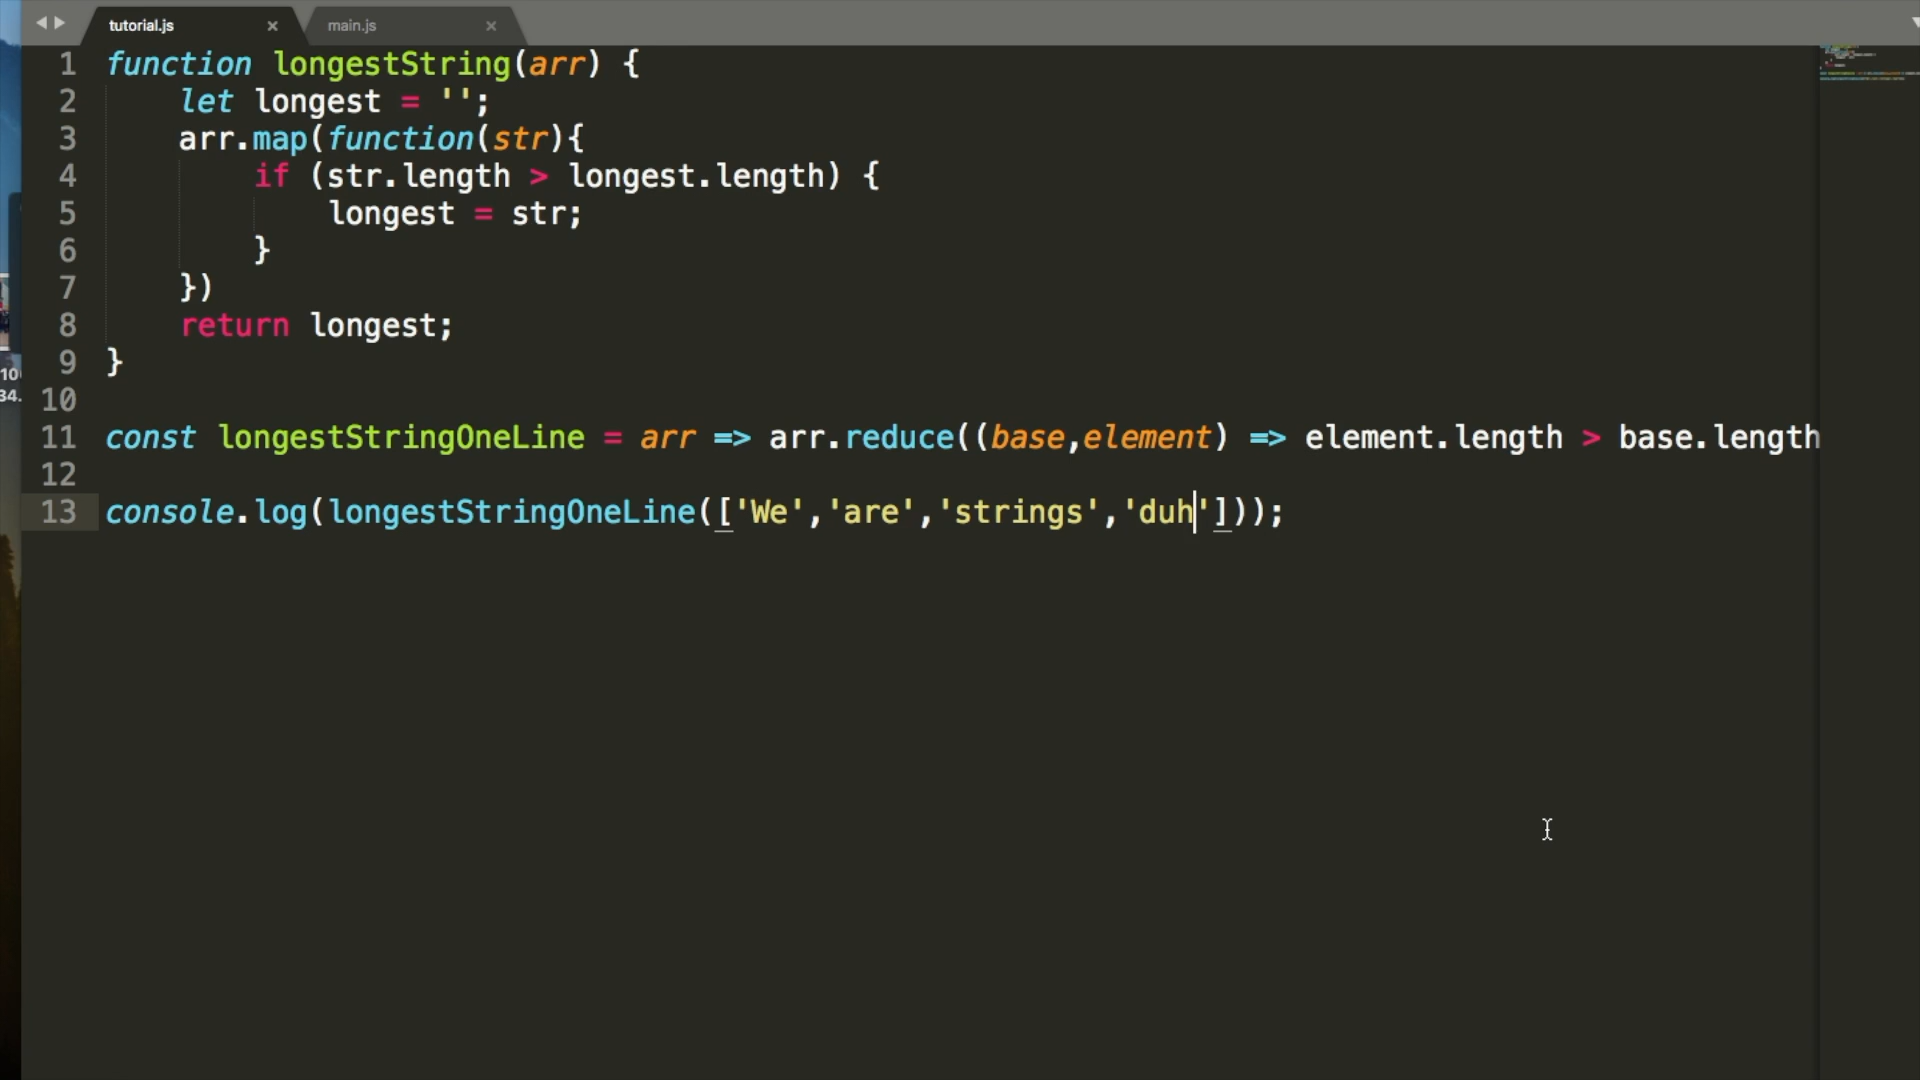 tutorial.js
main.js
1 function longestString(arr) {
2 let longest = '';
3 arr.map(function(str){
4 if (str.length > longest.length) {
5 longest = str;
6 }
7 })
8 return longest;
9 }
10
11 const longestStringOneLine = arr => arr.reduce((base,element) => element.length > base.length
12
13 console.log(longestStringOneLine(['We','are','strings','duh']));
10
34.